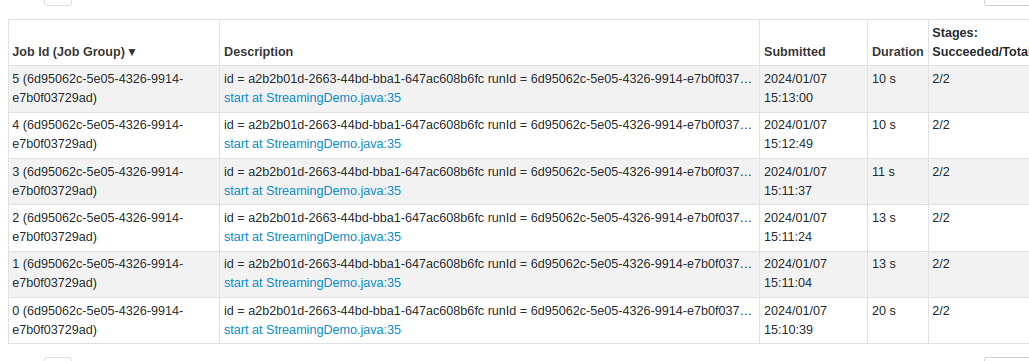 Job Id (Job Group) ▾ Description Submitted Duration Stages: Succeeded/Tota
5 (6d95062c-5e05-4326-9914-e7b0f03729ad) id = a2b2b01d-2663-44bd-bba1-647ac608b6fc runId = 6d95062c-5e05-4326-9914-e7b0f037… 2024/01/07 15:13:00 10 s 2/2
start at StreamingDemo.java:35
4 (6d95062c-5e05-4326-9914-e7b0f03729ad) id = a2b2b01d-2663-44bd-bba1-647ac608b6fc runId = 6d95062c-5e05-4326-9914-e7b0f037… 2024/01/07 15:12:49 10 s 2/2
start at StreamingDemo.java:35
3 (6d95062c-5e05-4326-9914-e7b0f03729ad) id = a2b2b01d-2663-44bd-bba1-647ac608b6fc runId = 6d95062c-5e05-4326-9914-e7b0f037… 2024/01/07 15:11:37 11 s 2/2
start at StreamingDemo.java:35
2 (6d95062c-5e05-4326-9914-e7b0f03729ad) id = a2b2b01d-2663-44bd-bba1-647ac608b6fc runId = 6d95062c-5e05-4326-9914-e7b0f037… 2024/01/07 15:11:24 13 s 2/2
start at StreamingDemo.java:35
1 (6d95062c-5e05-4326-9914-e7b0f03729ad) id = a2b2b01d-2663-44bd-bba1-647ac608b6fc runId = 6d95062c-5e05-4326-9914-e7b0f037… 2024/01/07 15:11:04 13 s 2/2
start at StreamingDemo.java:35
0 (6d95062c-5e05-4326-9914-e7b0f03729ad) id = a2b2b01d-2663-44bd-bba1-647ac608b6fc runId = 6d95062c-5e05-4326-9914-e7b0f037… 2024/01/07 15:10:39 20 s 2/2
start at StreamingDemo.java:35